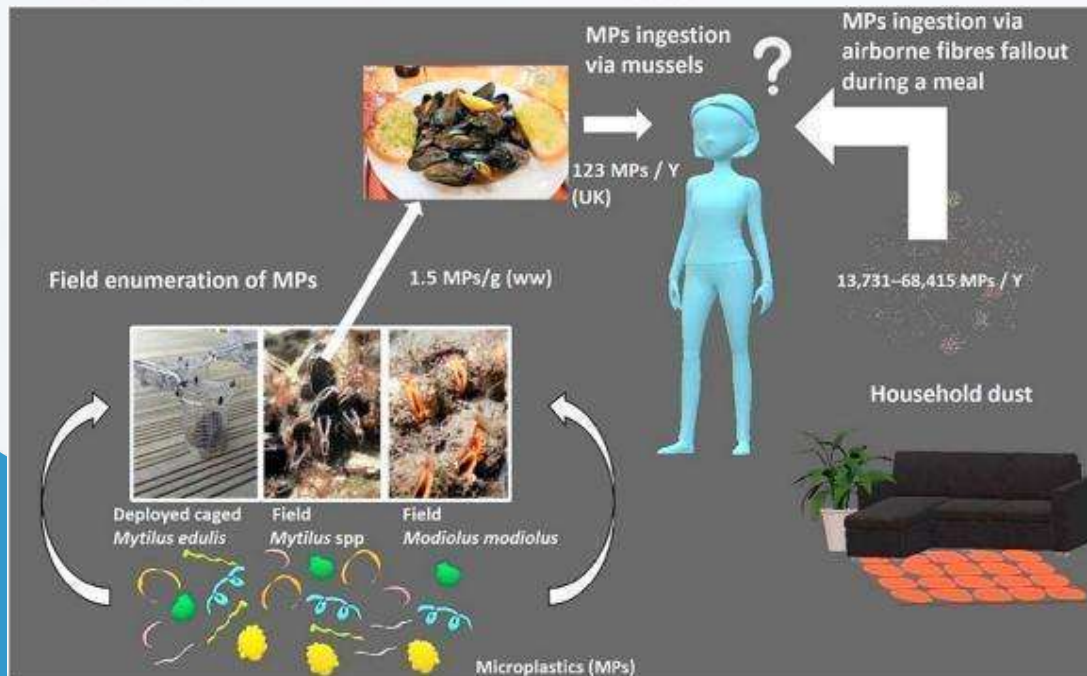 MPs ingestion
via mussels
?
MPs ingestion via
airborne fibres fallout
during a meal
123 MPs / Y
(UK)
Field enumeration of MPs
1.5 MPs/g (ww)
13,731–68,415 MPs / Y
Household dust
Deployed caged
Mytilus edulis
Field
Mytilus spp
Field
Modiolus modiolus
Microplastics (MPs)